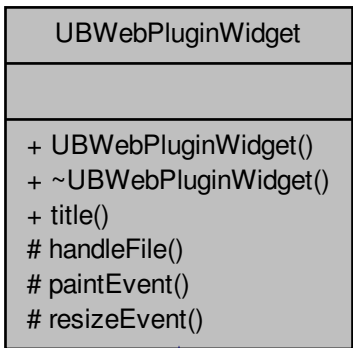 UBWebPluginWidget
+ UBWebPluginWidget()
+ ~UBWebPluginWidget()
+ title()
# handleFile()
# paintEvent()
# resizeEvent()